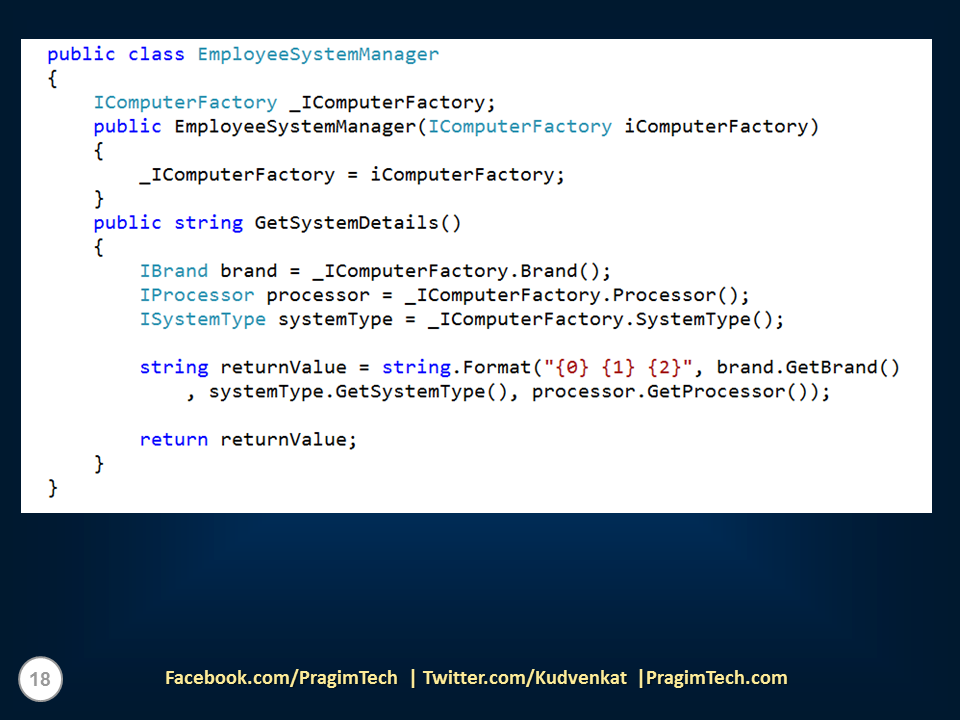 public class EmployeeSystemManager
{
    IComputerFactory _IComputerFactory;
    public EmployeeSystemManager(IComputerFactory iComputerFactory)
    {
        _IComputerFactory = iComputerFactory;
    }
    public string GetSystemDetails()
    {
        IBrand brand = _IComputerFactory.Brand();
        IProcessor processor = _IComputerFactory.Processor();
        ISystemType systemType = _IComputerFactory.SystemType();

        string returnValue = string.Format("{0} {1} {2}", brand.GetBrand()
            , systemType.GetSystemType(), processor.GetProcessor());

        return returnValue;
    }
}
18
Facebook.com/PragimTech | Twitter.com/Kudvenkat |PragimTech.com